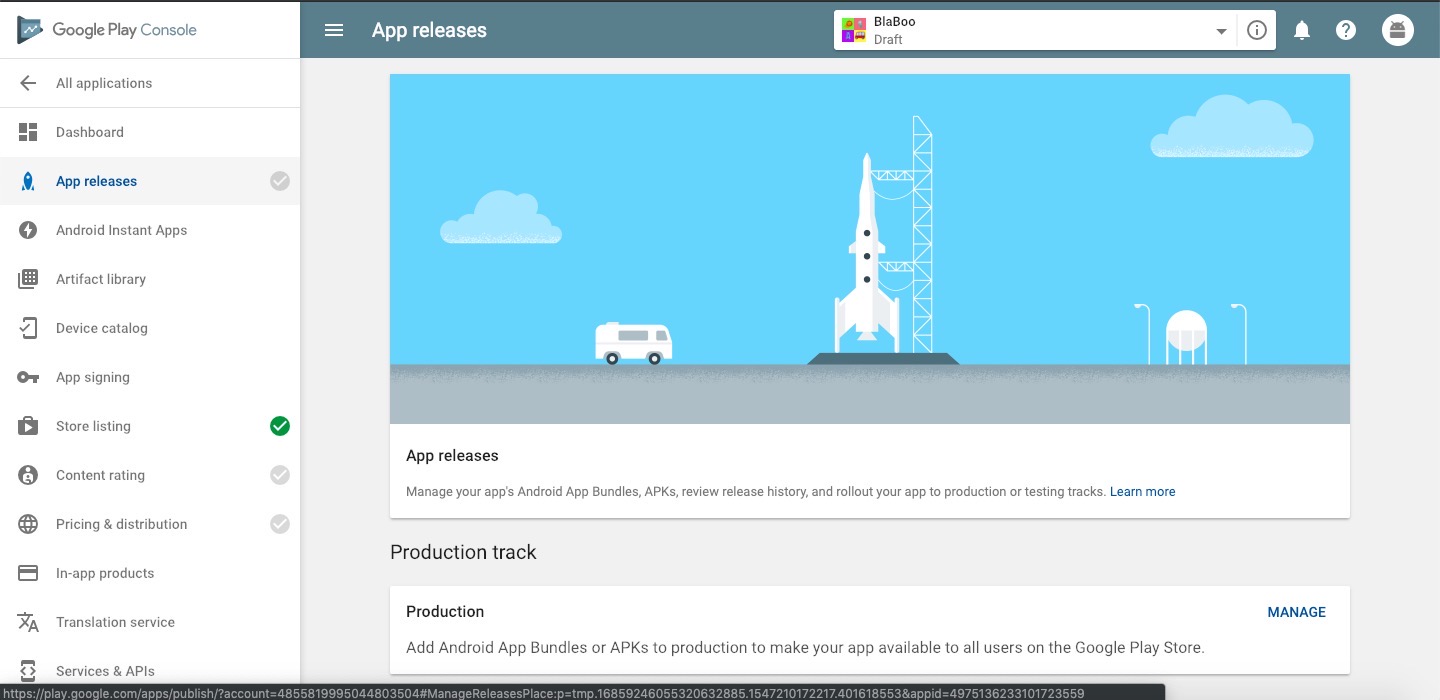 Google Play Console
App releases
BlaBoo
Draft
All applications
Dashboard
App releases
Android Instant Apps
Artifact library
Device catalog
App signing
Store listing
Content rating
Pricing & distribution
In-app products
Translation service
Services & APIs
App releases
Manage your app's Android App Bundles, APKs, review release history, and rollout your app to production or testing tracks. Learn more
Production track
Production
MANAGE
Add Android App Bundles or APKs to production to make your app available to all users on the Google Play Store.
https://play.google.com/apps/publish/?account=4855819995044803504#ManageReleasesPlace:p=tmp.16859246055320632885.1547210172217.401618553&appid=4975136233101723559